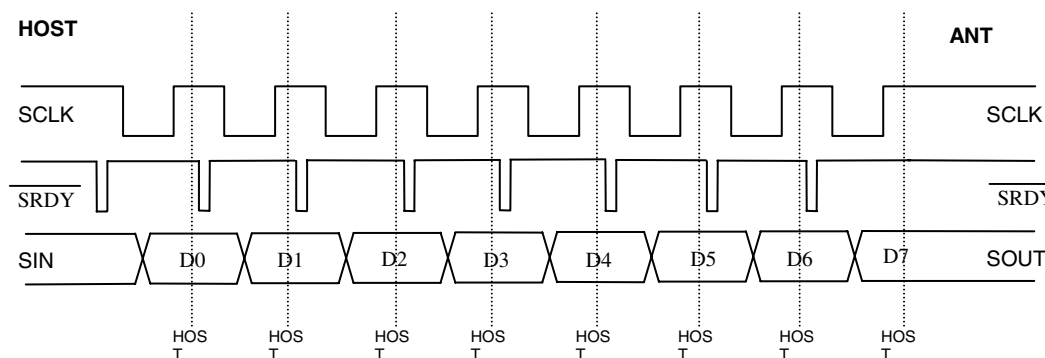 HOST ANT
SCLK SCLK
SRDY SRDY
SIN D0 D1 D2 D3 D4 D5 D6 D7 SOUT
HOS HOS HOS HOS HOS HOS HOS HOS
T T T T T T T T